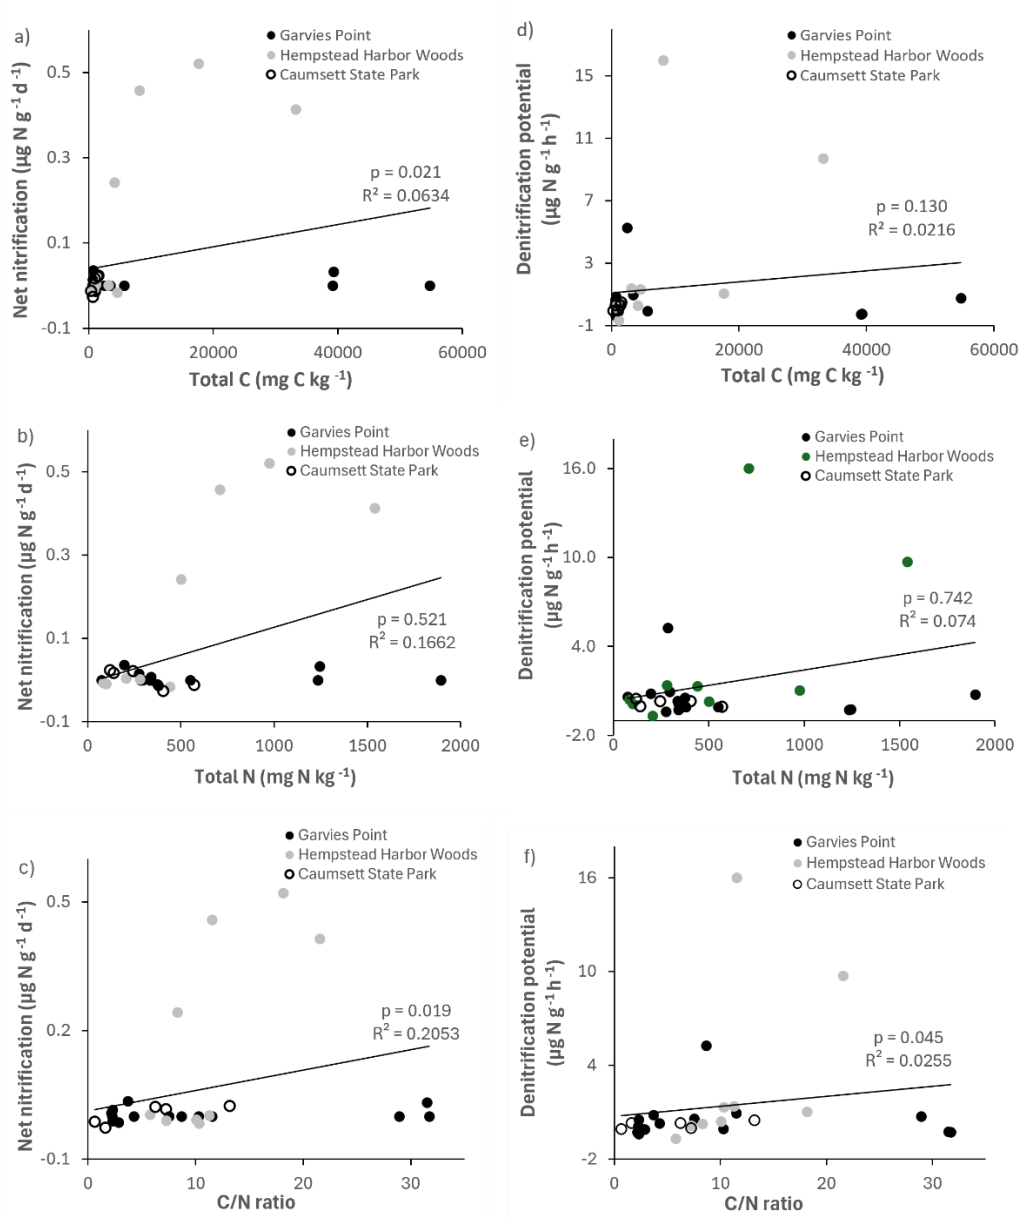 a)
Garvies Point
Hempstead Harbor Woods
Caumsett State Park
Net nitrification (µg N g⁻¹ d⁻¹)
0.5
0.3
0.1
-0.1
p = 0.021
R² = 0.0634
0 20000 40000 60000
Total C (mg C kg ⁻¹)
d)
Garvies Point
Hempstead Harbor Woods
Caumsett State Park
Denitrification potential
(µg N g⁻¹ h⁻¹)
15
11
7
3
-1
p = 0.130
R² = 0.0216
0 20000 40000 60000
Total C (mg C kg ⁻¹)
b)
Garvies Point
Hempstead Harbor Woods
Caumsett State Park
Net nitrification (µg N g⁻¹ d⁻¹)
0.5
0.3
0.1
-0.1
p = 0.521
R² = 0.1662
0 500 1000 1500 2000
Total N (mg N kg ⁻¹)
e)
Garvies Point
Hempstead Harbor Woods
Caumsett State Park
Denitrification potential
(µg N g⁻¹ h⁻¹)
16.0
10.0
4.0
-2.0
p = 0.742
R² = 0.074
0 500 1000 1500 2000
Total N (mg N kg ⁻¹)
c)
Garvies Point
Hempstead Harbor Woods
Caumsett State Park
Net nitrification (µg N g⁻¹ d⁻¹)
0.5
0.2
-0.1
p = 0.019
R² = 0.2053
0 10 20 30
C/N ratio
f)
Garvies Point
Hempstead Harbor Woods
Caumsett State Park
Denitrification potential
(µg N g⁻¹ h⁻¹)
16
10
4
-2
p = 0.045
R² = 0.0255
0 10 20 30
C/N ratio